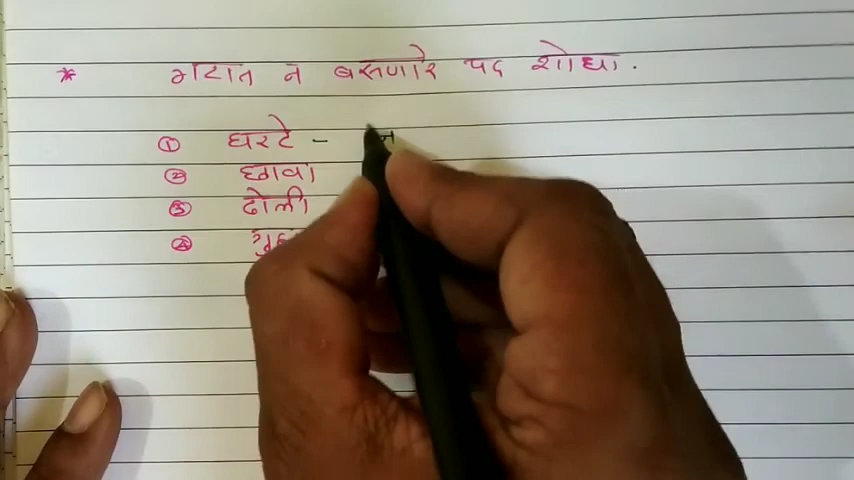 * गटात न बसणारे पद शोधा.
① घरटे -
② छावा
③ ढोली
④